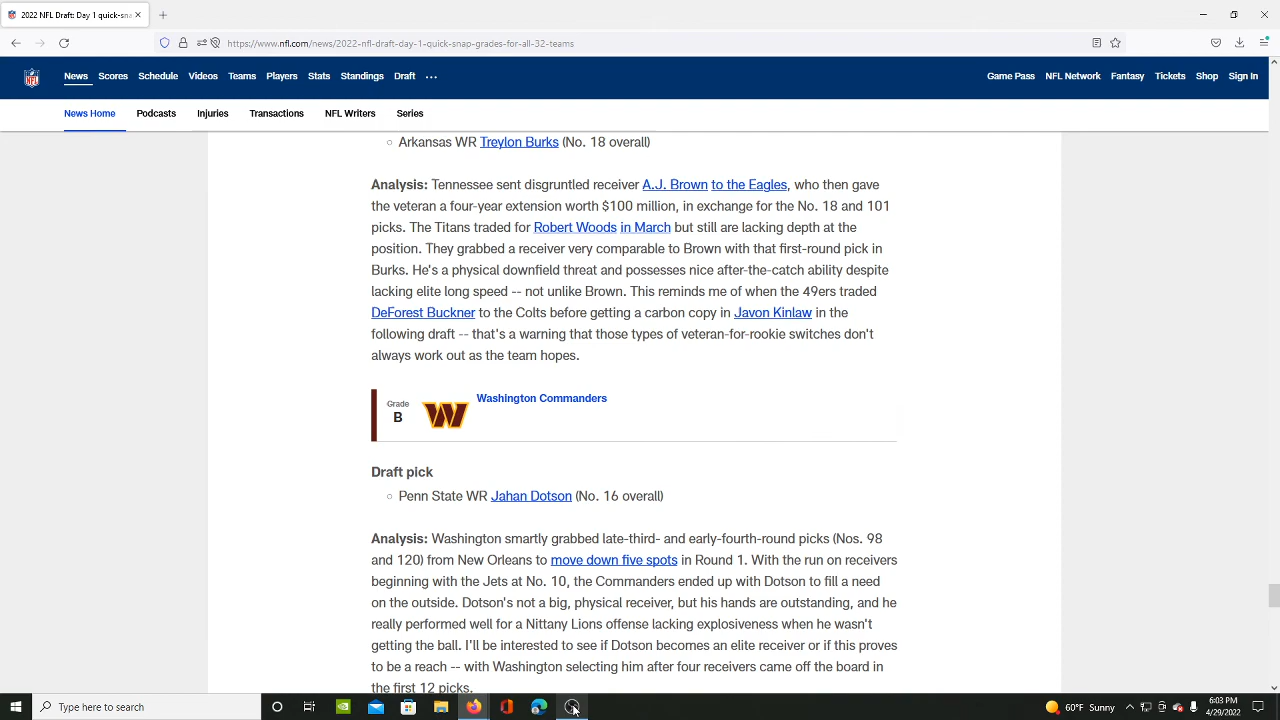 2022 NFL Draft: Day 1 quick-sna
https://www.nfl.com/news/2022-nfl-draft-day-1-quick-snap-grades-for-all-32-teams
NFL
News Scores Schedule Videos Teams Players Stats Standings Draft ... Game Pass NFL Network Fantasy Tickets Shop Sign In
News Home Podcasts Injuries Transactions NFL Writers Series
Arkansas WR Treylon Burks (No. 18 overall)
Analysis: Tennessee sent disgruntled receiver A.J. Brown to the Eagles, who then gave
the veteran a four-year extension worth $100 million, in exchange for the No. 18 and 101
picks. The Titans traded for Robert Woods in March but still are lacking depth at the
position. They grabbed a receiver very comparable to Brown with that first-round pick in
Burks. He's a physical downfield threat and possesses nice after-the-catch ability despite
lacking elite long speed -- not unlike Brown. This reminds me of when the 49ers traded
DeForest Buckner to the Colts before getting a carbon copy in Javon Kinlaw in the
following draft -- that's a warning that those types of veteran-for-rookie switches don't
always work out as the team hopes.
Grade
B
W
Washington Commanders
Draft pick
Penn State WR Jahan Dotson (No. 16 overall)
Analysis: Washington smartly grabbed late-third- and early-fourth-round picks (Nos. 98
and 120) from New Orleans to move down five spots in Round 1. With the run on receivers
beginning with the Jets at No. 10, the Commanders ended up with Dotson to fill a need
on the outside. Dotson's not a big, physical receiver, but his hands are outstanding, and he
really performed well for a Nittany Lions offense lacking explosiveness when he wasn't
getting the ball. I'll be interested to see if Dotson becomes an elite receiver or if this proves
to be a reach -- with Washington selecting him after four receivers came off the board in
the first 12 picks.
Type here to search
60°F Sunny
6:03 PM
4/29/2022